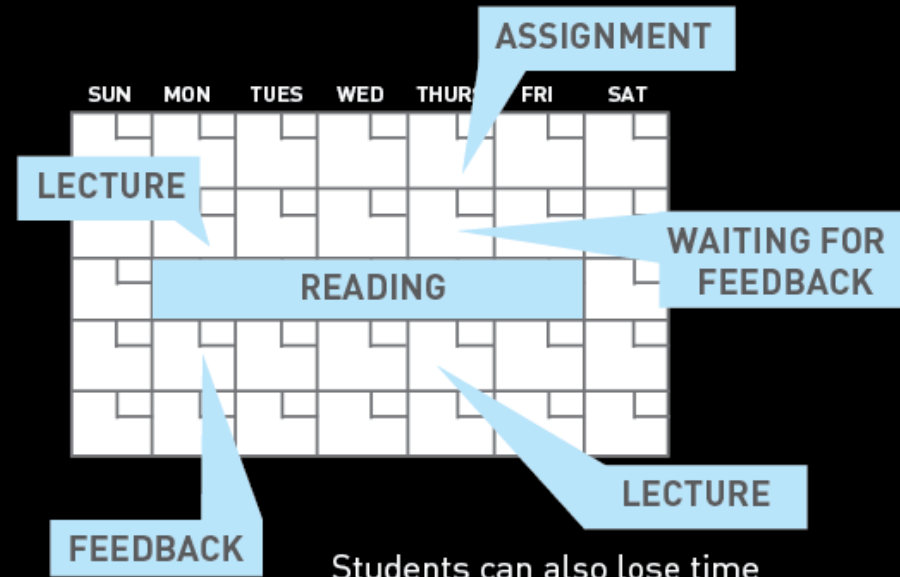 ASSIGNMENT
SUN MON TUES WED THURS FRI SAT
LECTURE
WAITING FOR
FEEDBACK
READING
LECTURE
FEEDBACK
Students can also lose time